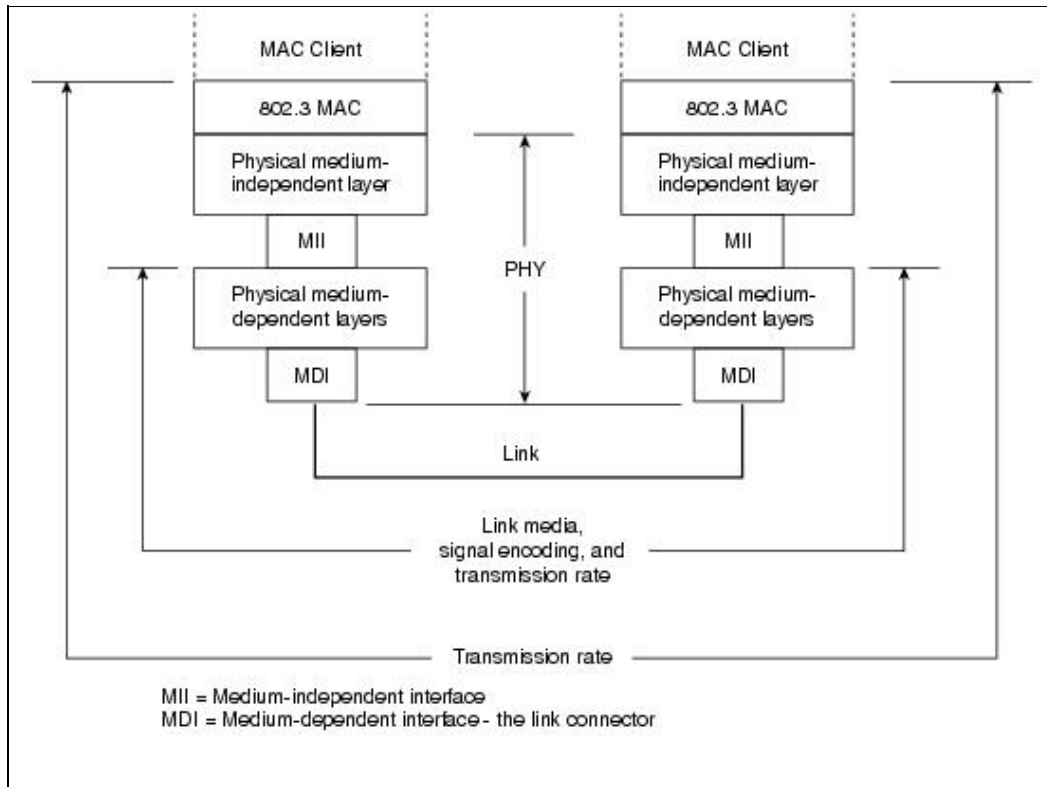 MAC Client
MAC Client
802.3 MAC
802.3 MAC
Physical medium-
independent layer
Physical medium-
independent layer
MII
PHY
MII
Physical medium-
dependent layers
Physical medium-
dependent layers
MDI
MDI
Link
Link media,
signal encoding, and
transmission rate
Transmission rate
MII = Medium-independent interface
MDI = Medium-dependent interface - the link connector